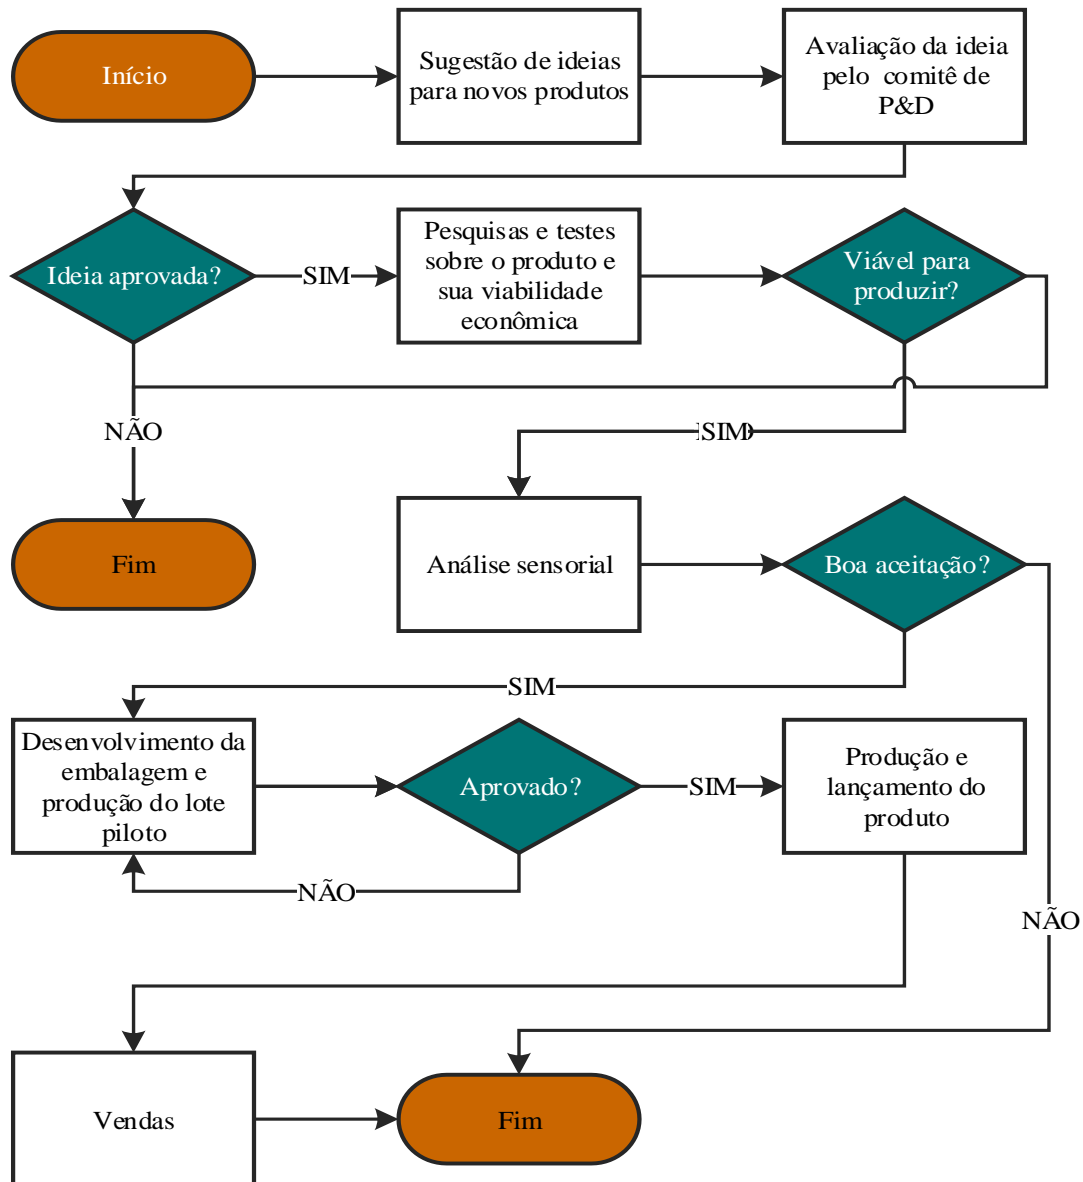 Início
Sugestão de ideias
para novos produtos
Avaliação da ideia
pelo comitê de
P&D
Ideia aprovada?
SIM
Pesquisas e testes
sobre o produto e
sua viabilidade
econômica
Viável para
produzir?
NÃO
SIM
Fim
Análise sensorial
Boa aceitação?
SIM
Desenvolvimento da
embalagem e
produção do lote
piloto
Aprovado?
SIM
Produção e
lançamento do
produto
NÃO
NÃO
Vendas
Fim